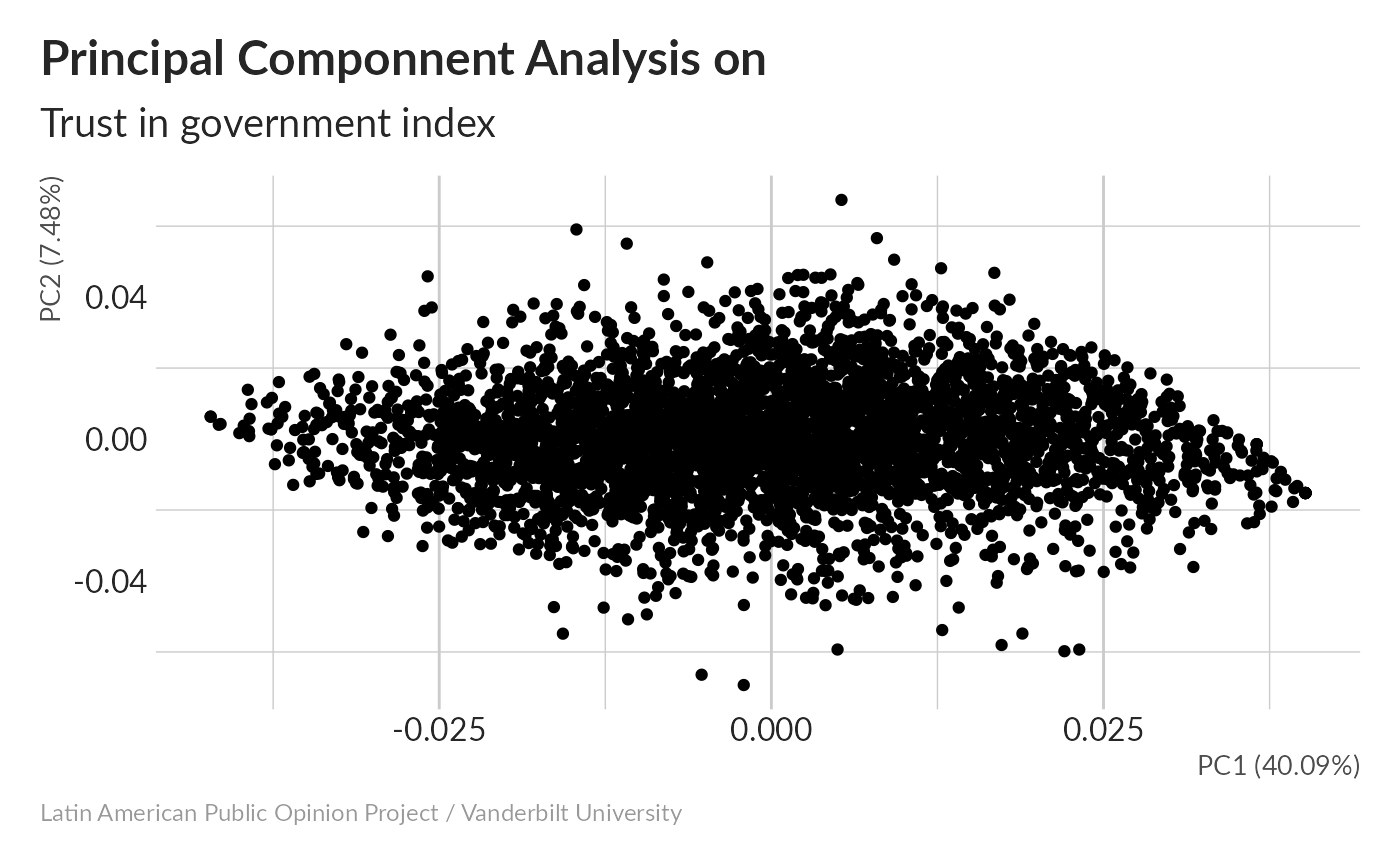 Principal Componnent Analysis on
Trust in government index
PC2 (7.48%)
0.04
0.00
-0.04
-0.025
0.000
0.025
PC1 (40.09%)
Latin American Public Opinion Project / Vanderbilt University